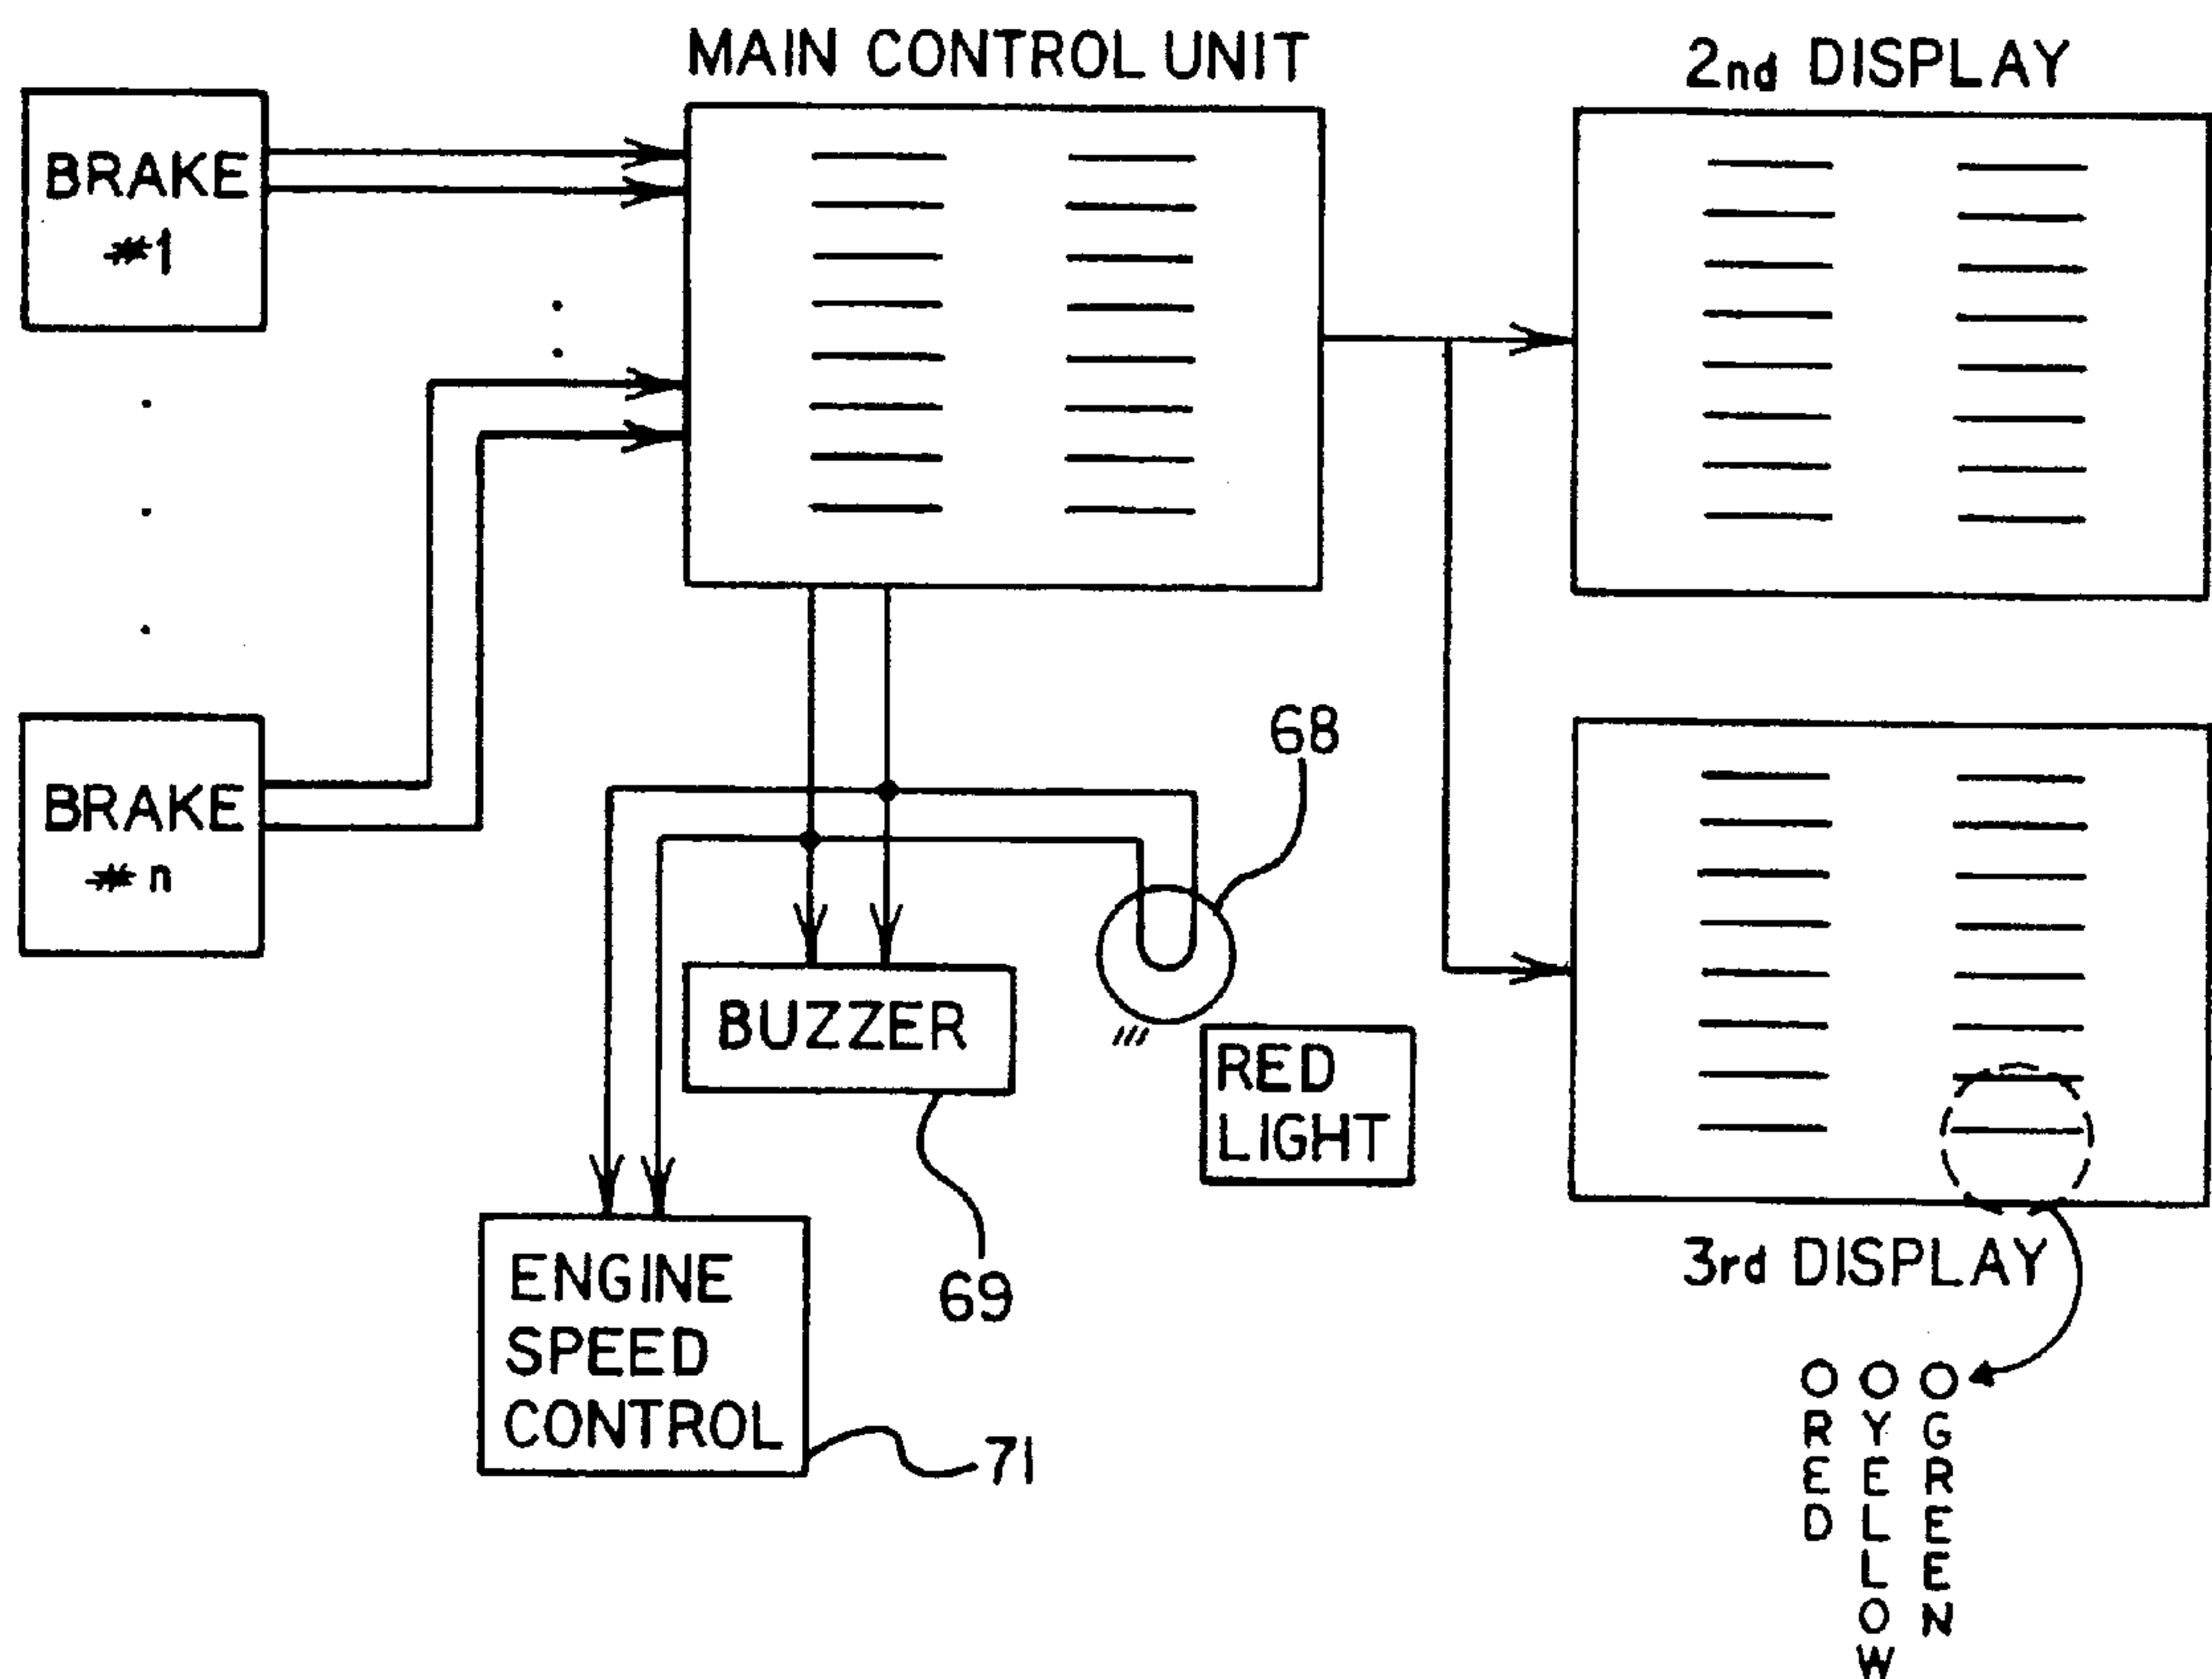 MAIN CONTROL UNIT
2nd DISPLAY
BRAKE
#1
BRAKE
#n
68
BUZZER
RED
LIGHT
69
ENGINE
SPEED
CONTROL
71
3rd DISPLAY
RED
YELLOW
GREEN